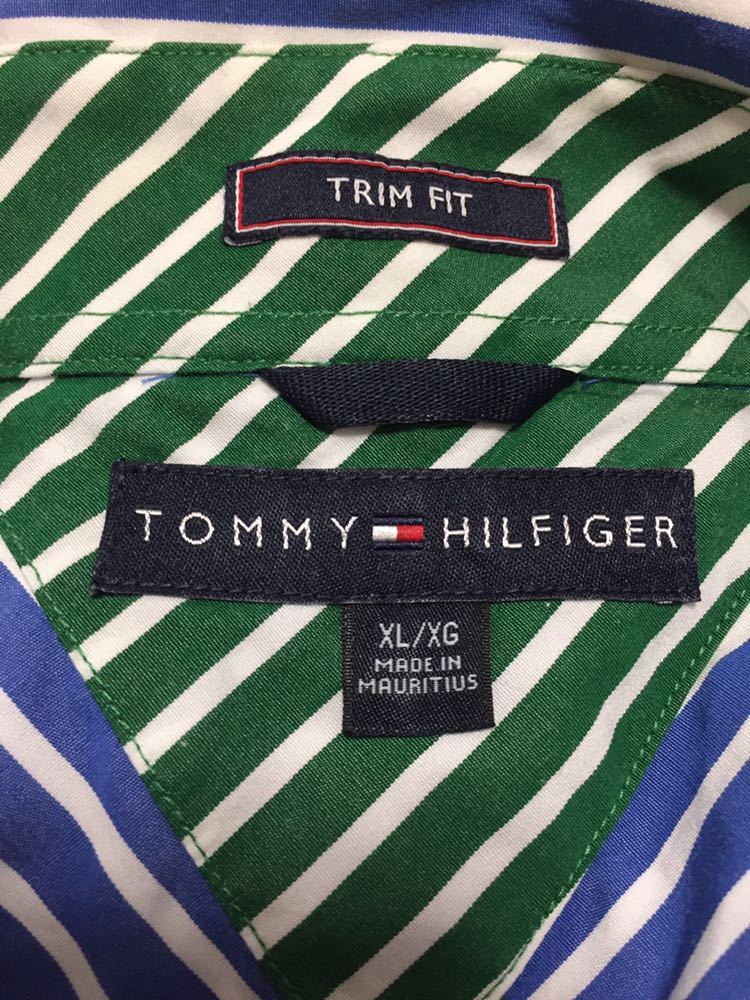 TRIM FIT
TOMMY HILFIGER
XL/XG
MADE IN
MAURITIUS